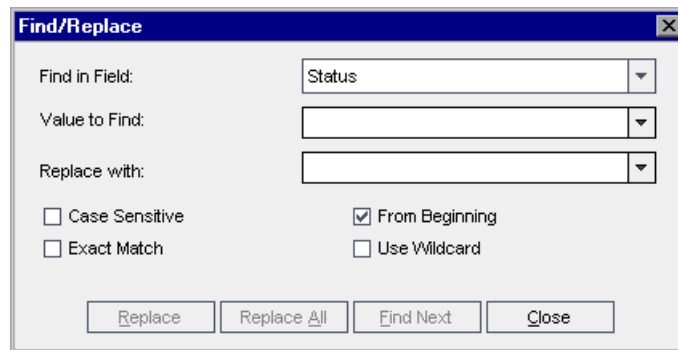 Find/Replace
Find in Field: Status
Value to Find:
Replace with:
Case Sensitive From Beginning
Exact Match Use Wildcard
Replace Replace All Find Next Close